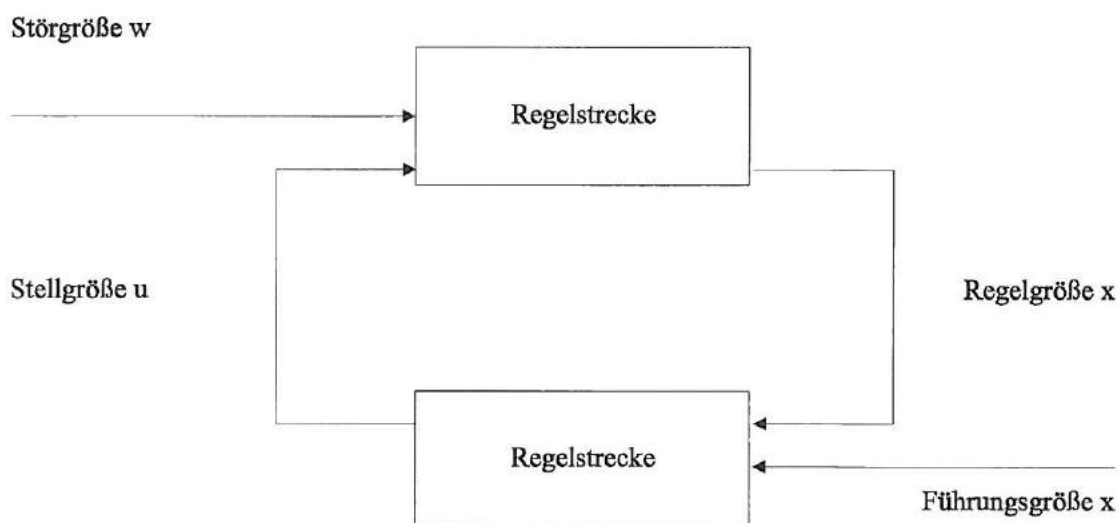 Störgröße w
Regelstrecke
Stellgröße u
Regelgröße x
Regelstrecke
Führungsgröße x